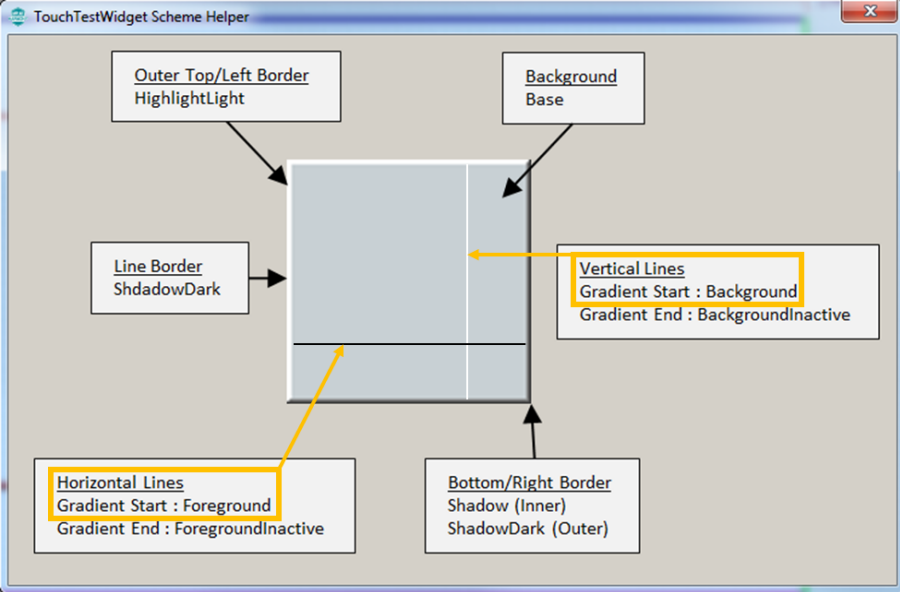 TouchTestWidget Scheme Helper
Outer Top/Left Border
HighlightLight
Background
Base
Line Border
ShdadowDark
Vertical Lines
Gradient Start : Background
Gradient End : BackgroundInactive
Horizontal Lines
Gradient Start : Foreground
Gradient End : ForegroundInactive
Bottom/Right Border
Shadow (Inner)
ShadowDark (Outer)